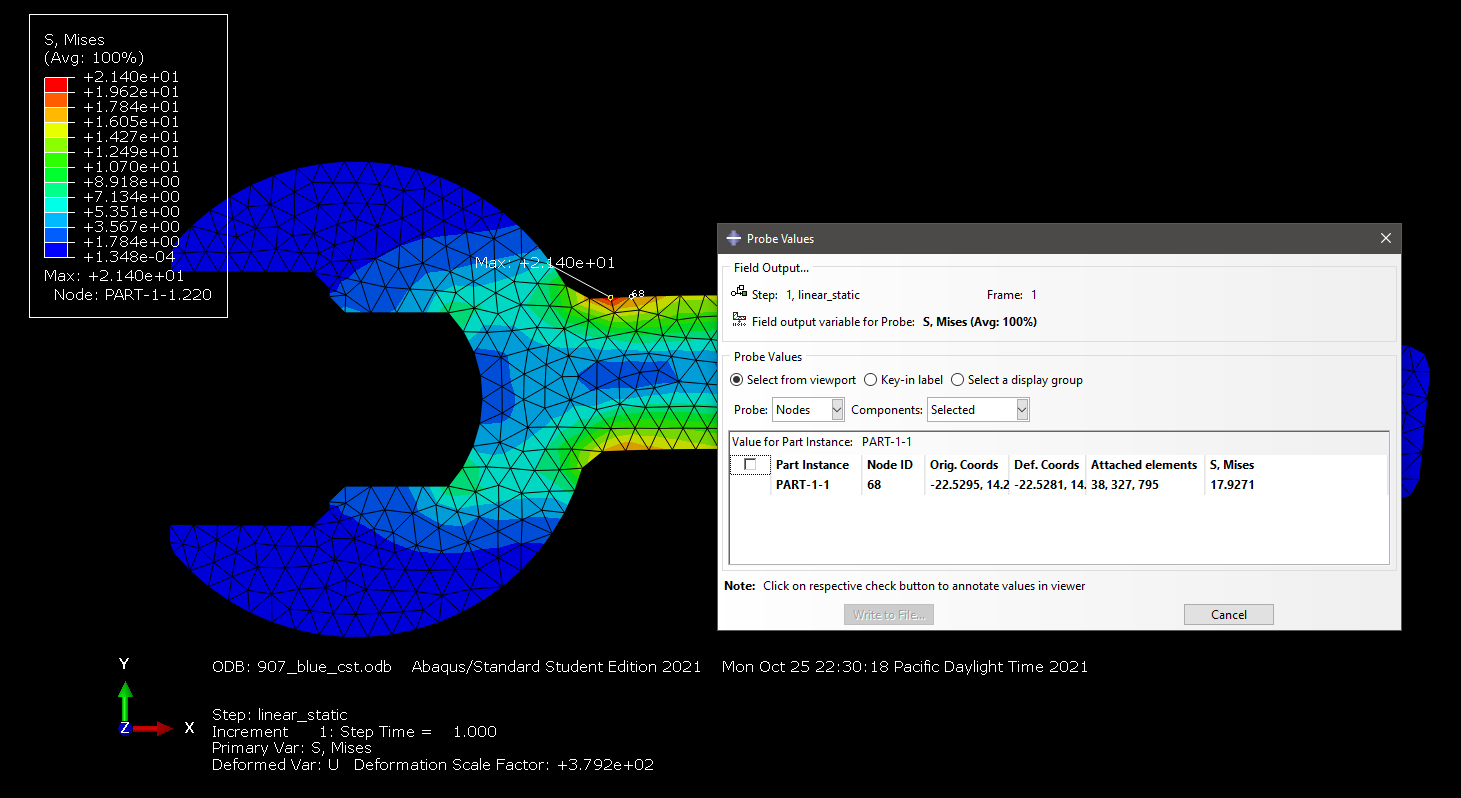 S, Mises
(Avg: 100%)
+2.140e+01
+1.962e+01
+1.784e+01
+1.605e+01
+1.427e+01
+1.249e+01
+1.070e+01
+8.918e+00
+7.134e+00
+5.351e+00
+3.567e+00
+1.784e+00
+1.348e-04
Max: +2.140e+01
Node: PART-1-1.220
Max: +2.140e+01
68
Probe Values
Field Output...
Step: 1, linear_static Frame: 1
Field output variable for Probe: S, Mises (Avg: 100%)
Probe Values
Select from viewport Key-in label Select a display group
Probe: Nodes Components: Selected
Value for Part Instance: PART-1-1
Part Instance Node ID Orig. Coords Def. Coords Attached elements S, Mises
PART-1-1 68 -22.5295, 14.2 -22.5281, 14. 38, 327, 795 17.9271
Note: Click on respective check button to annotate values in viewer
Write to File... Cancel
Y
Z X
ODB: 907_blue_cst.odb Abaqus/Standard Student Edition 2021 Mon Oct 25 22:30:18 Pacific Daylight Time 2021
Step: linear_static
Increment 1: Step Time = 1.000
Primary Var: S, Mises
Deformed Var: U Deformation Scale Factor: +3.792e+02